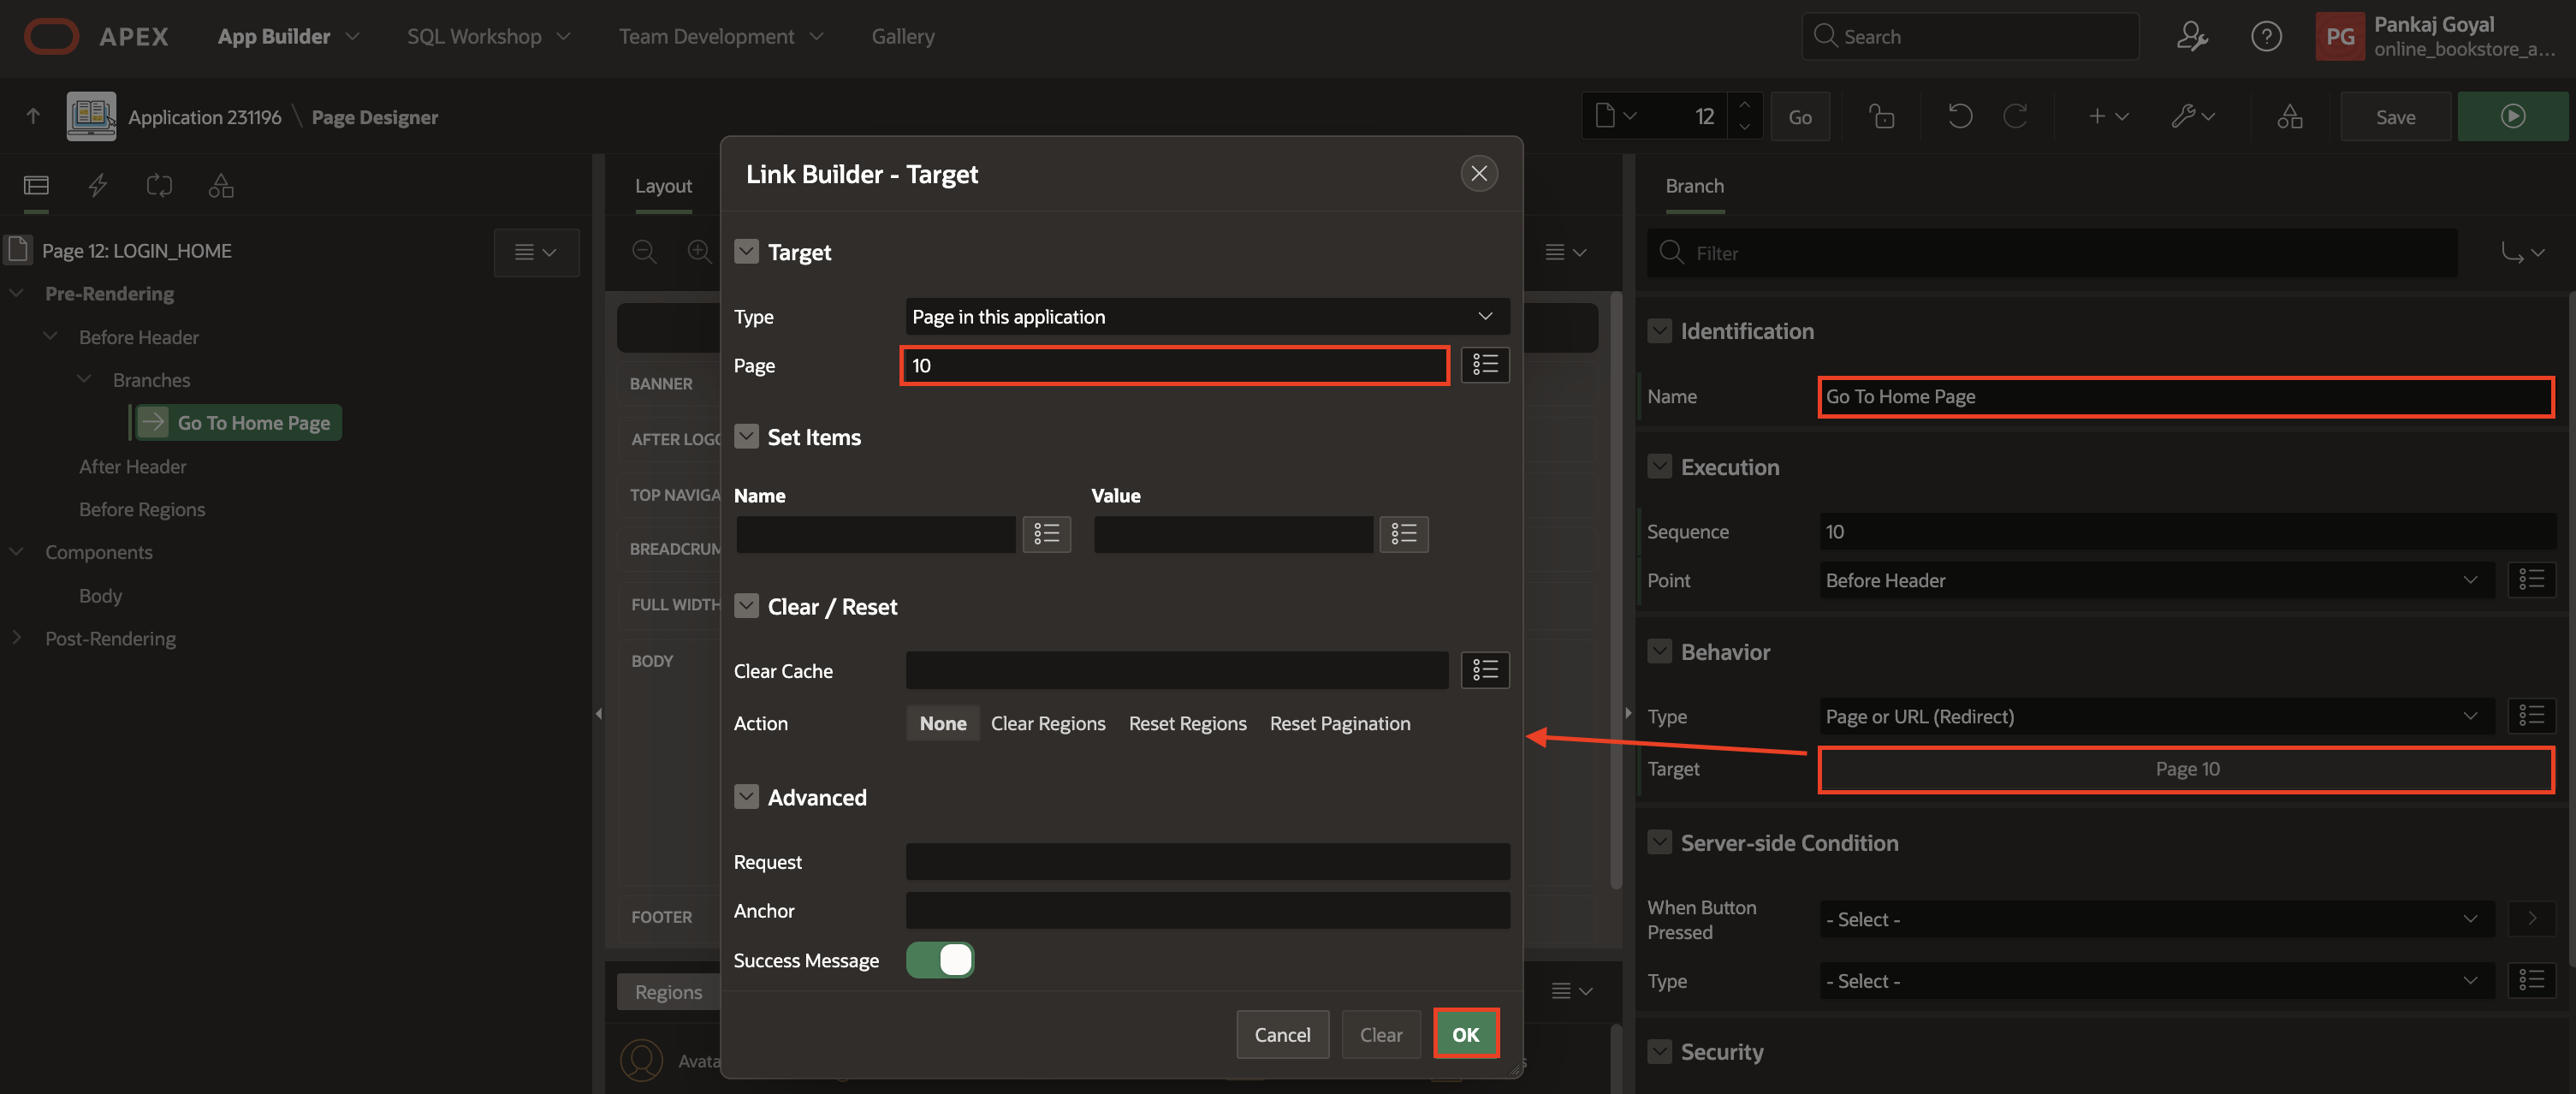 APEX App Builder SQL Workshop Team Development Gallery Search PG Pankaj Goyal
online_bookstore_a...
Application 231196 \ Page Designer 12 Go Save
Page 12: LOGIN_HOME
Pre-Rendering
Before Header
Branches
Go To Home Page
After Header
Before Regions
Components
Body
Post-Rendering
Layout
BANNER
AFTER LOGO
TOP NAVIGA
BREADCRUM
FULL WIDTH
BODY
FOOTER
Regions
Avata
Link Builder - Target
Target
Type Page in this application
Page 10
Set Items
Name Value
Clear / Reset
Clear Cache
Action None Clear Regions Reset Regions Reset Pagination
Advanced
Request
Anchor
Success Message
Cancel Clear OK
s
Branch
Filter
Identification
Name Go To Home Page
Execution
Sequence 10
Point Before Header
Behavior
Type Page or URL (Redirect)
Target Page 10
Server-side Condition
When Button
Pressed - Select -
Type - Select -
Security